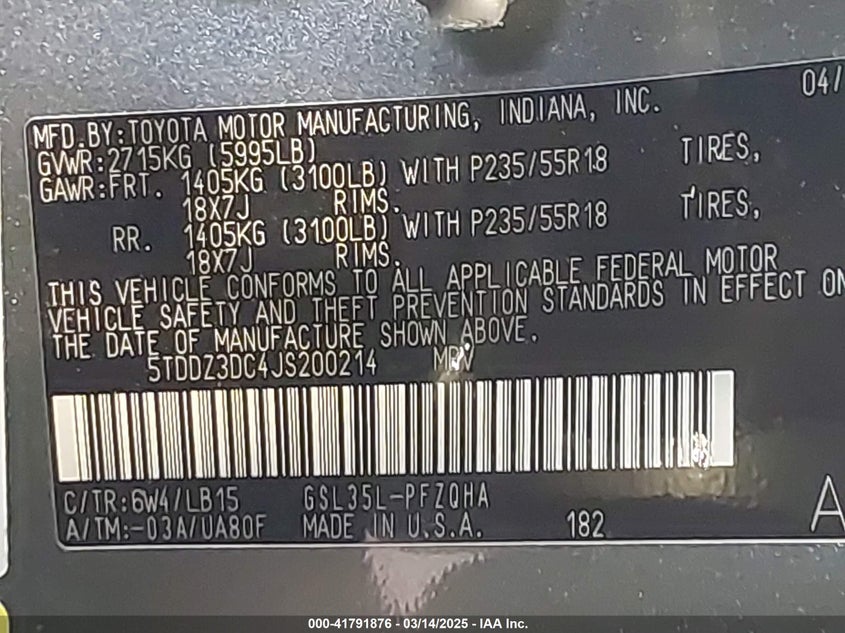 04/
MFD.BY:TOYOTA MOTOR MANUFACTURING, INDIANA, INC.
GVWR:2715KG (5995LB)
GAWR:FRT. 1405KG (3100LB) WITH P235/55R18 TIRES,
18X7J RIMS.
RR. 1405KG (3100LB) WITH P235/55R18 TIRES,
18X7J RIMS.
THIS VEHICLE CONFORMS TO ALL APPLICABLE FEDERAL MOTOR
VEHICLE SAFETY AND THEFT PREVENTION STANDARDS IN EFFECT ON
THE DATE OF MANUFACTURE SHOWN ABOVE.
5TDDZ3DC4JS200214 MPV
C/TR:6W4/LB15 GSL35L-PFZQHA
A/TM:-03A/UA80F MADE IN U.S.A. 182 A
000-41791876 - 03/14/2025 - IAA Inc.